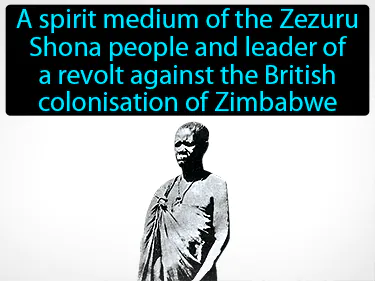 A spirit medium of the Zezuru
Shona people and leader of
a revolt against the British
colonisation of Zimbabwe